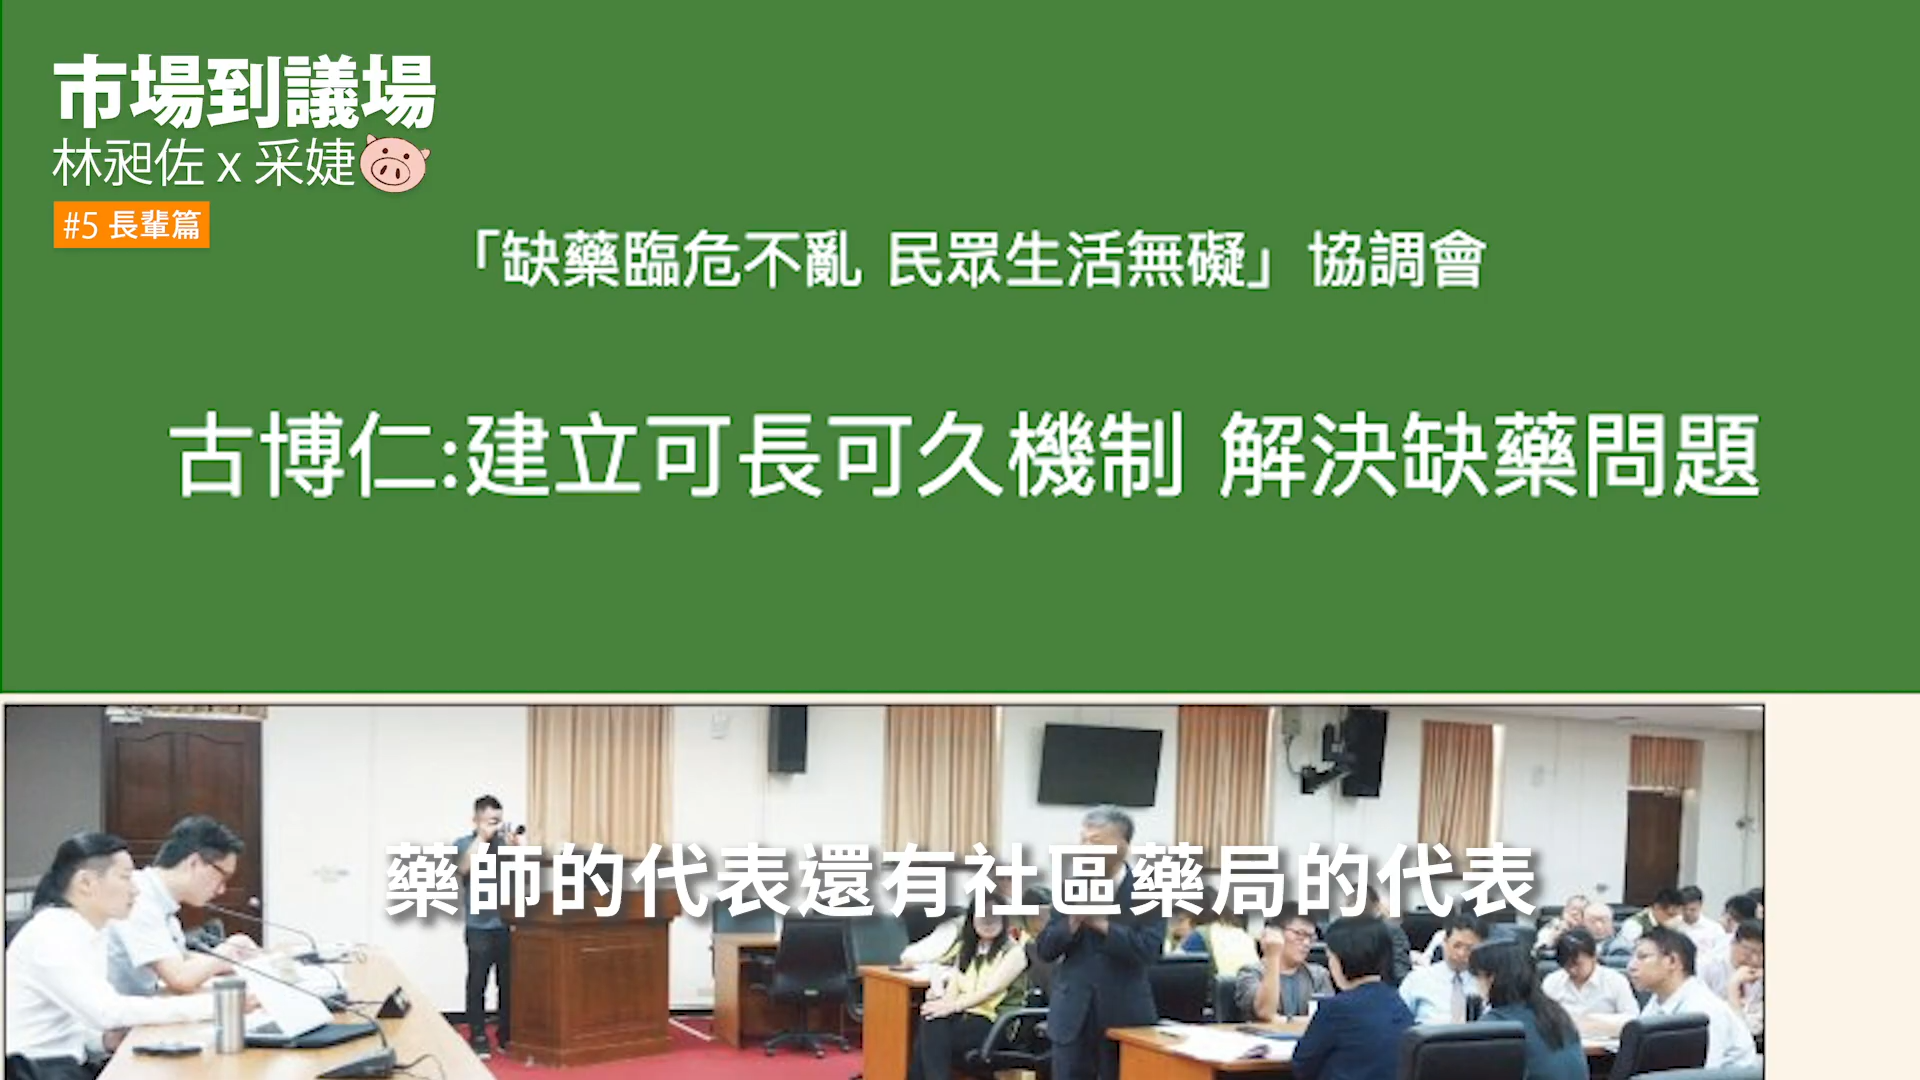 市場到議場
林昶佐 x 采婕
#5 長輩篇
「缺藥臨危不亂 民眾生活無礙」協調會
古博仁:建立可長可久機制 解決缺藥問題
藥師的代表還有社區藥局的代表